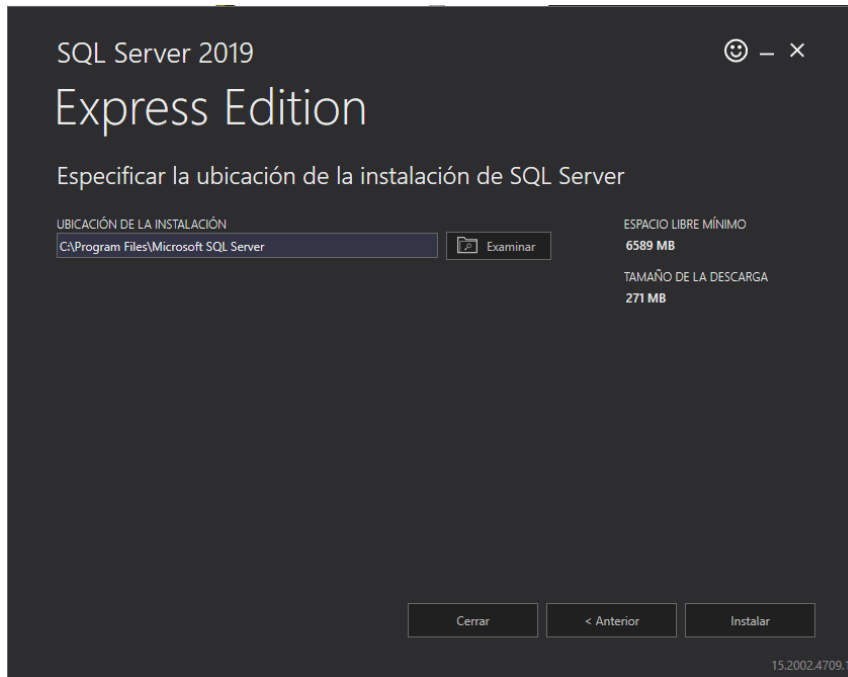 SQL Server 2019
Express Edition
Especificar la ubicación de la instalación de SQL Server
UBICACIÓN DE LA INSTALACIÓN
C:\Program Files\Microsoft SQL Server
Examinar
ESPACIO LIBRE MÍNIMO
6589 MB
TAMAÑO DE LA DESCARGA
271 MB
Cerrar
< Anterior
Instalar
15.2002.4709.1